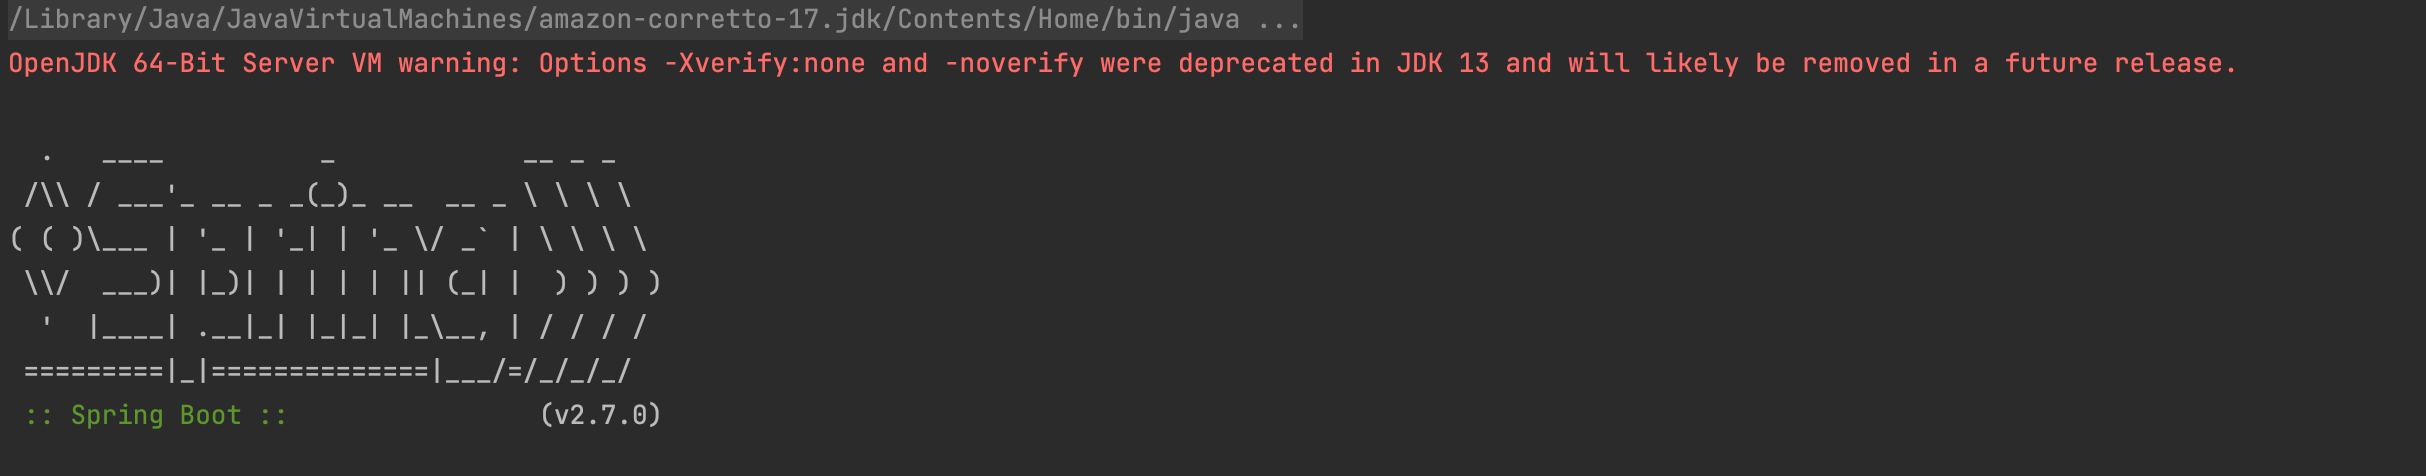 /Library/Java/JavaVirtualMachines/amazon-corretto-17.jdk/Contents/Home/bin/java ...
OpenJDK 64-Bit Server VM warning: Options -Xverify:none and -noverify were deprecated in JDK 13 and will likely be removed in a future release.

  .   ____          _            __ _ _
 /\\ / ___'_ __ _ _(_)_ __  __ _ \ \ \ \
( ( )\___ | '_ | '_| | '_ \/ _` | \ \ \ \
 \\/  ___)| |_)| | | | | || (_| |  ) ) ) )
  '  |____| .__|_| |_|_| |_\__, | / / / /
 =========|_|==============|___/=/_/_/_/
 :: Spring Boot ::                (v2.7.0)